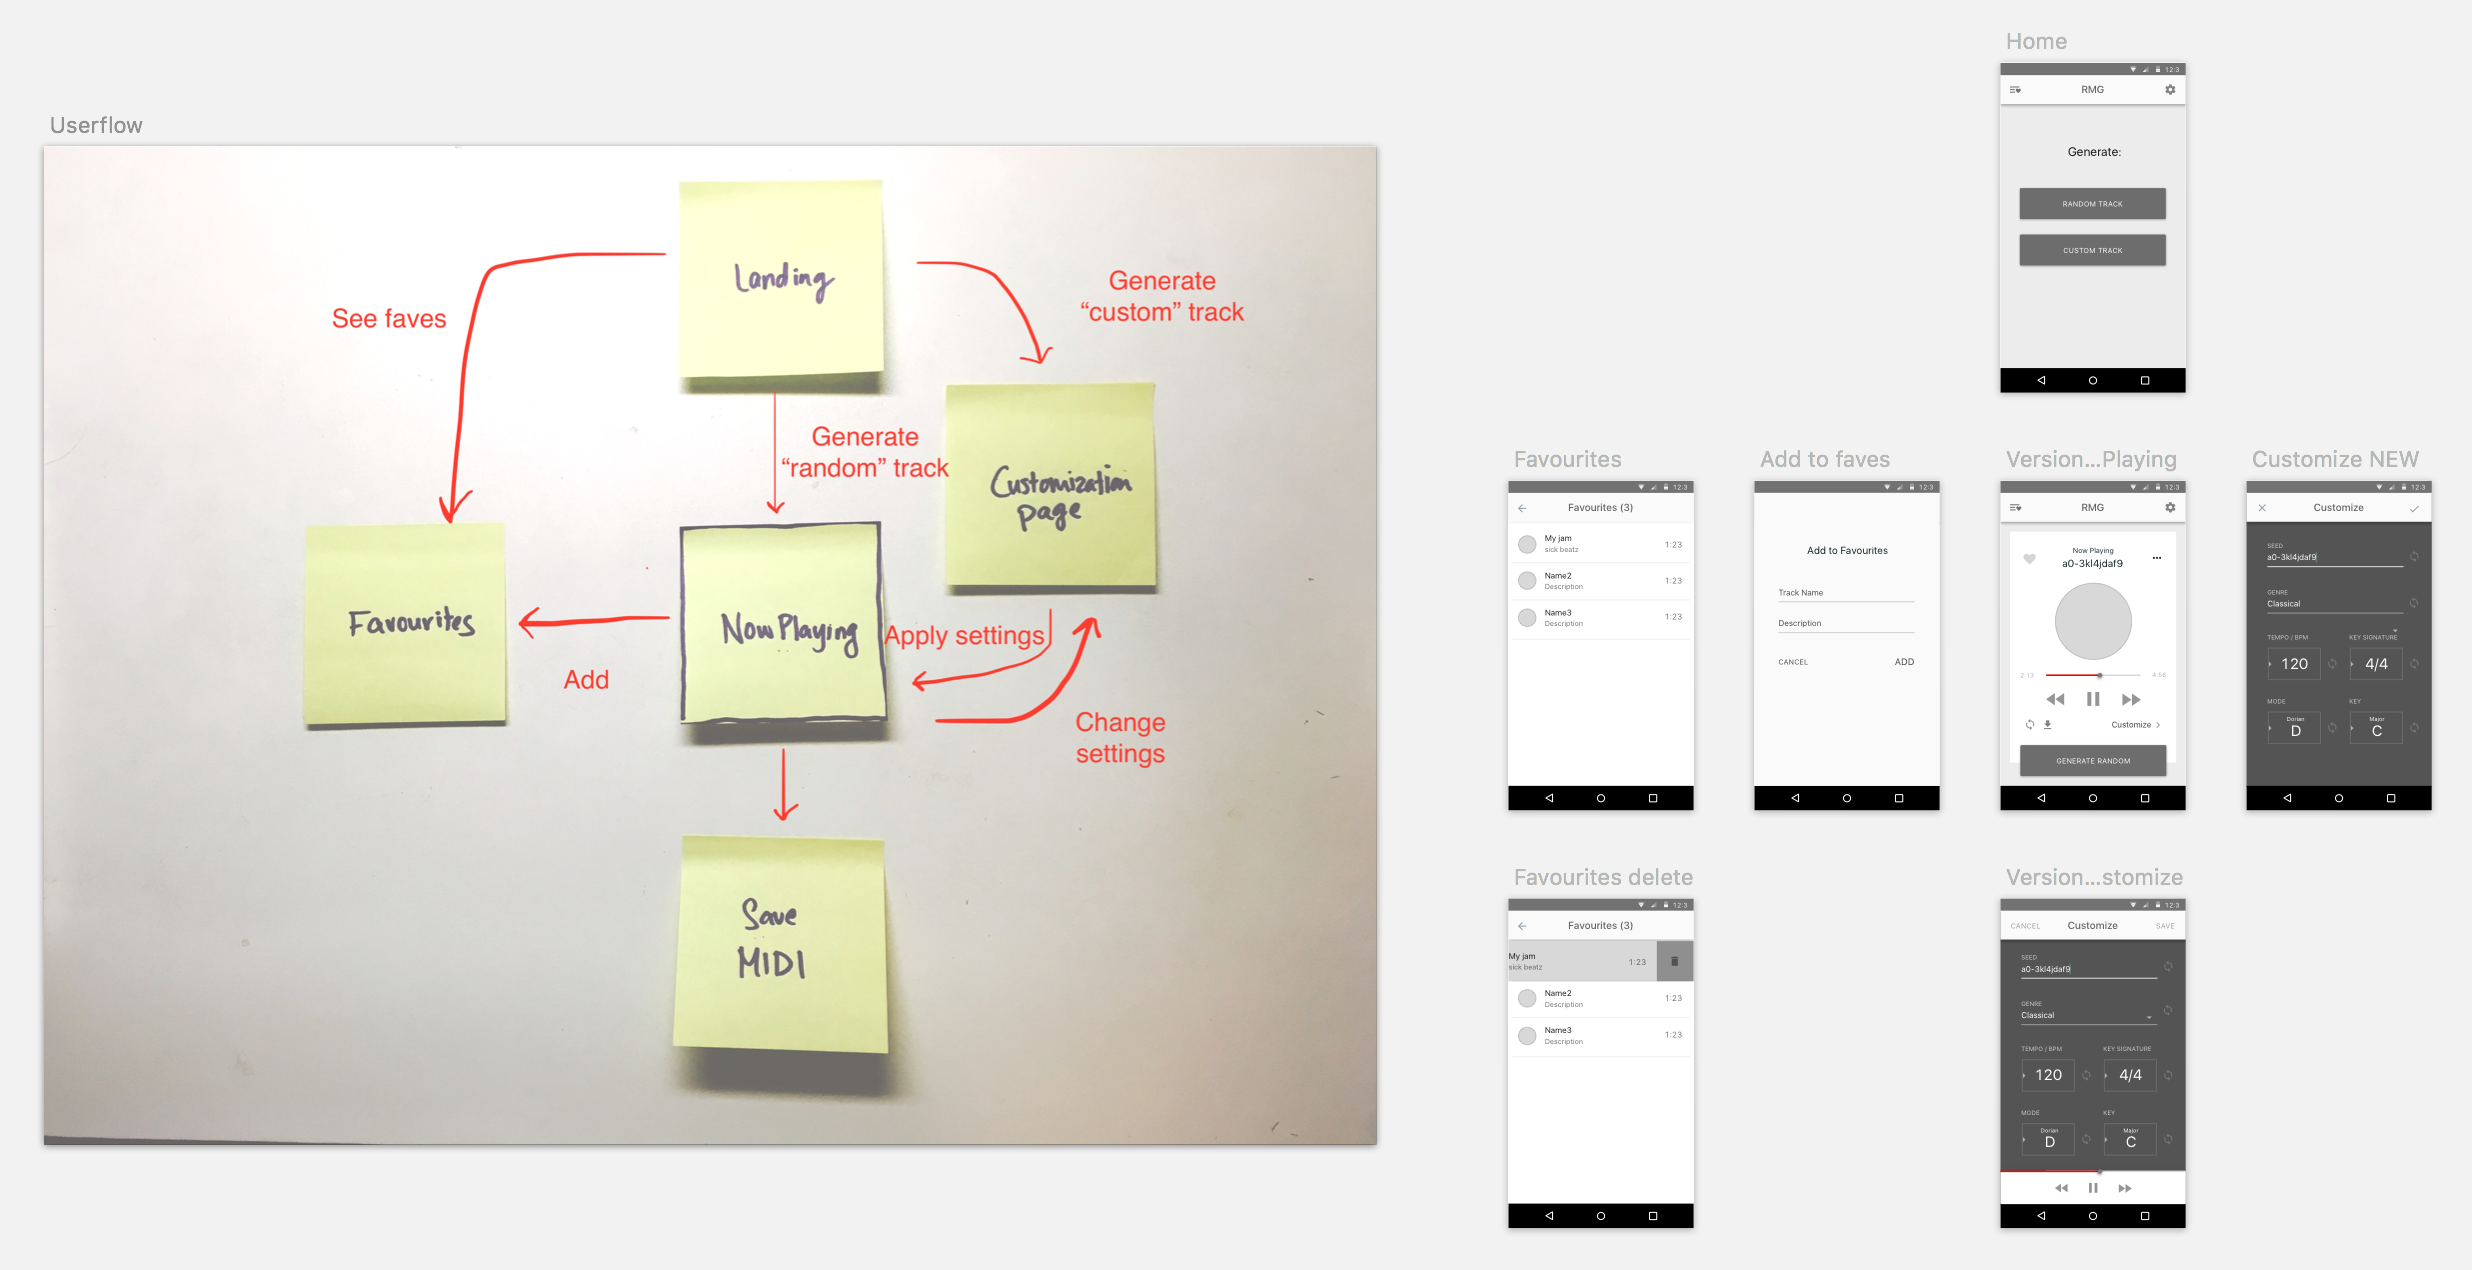 Userflow
Landing
See faves
Generate
“custom” track
Generate
“random” track
Customization
page
Favourites
Now Playing
Apply settings
Add
Change
settings
Save
MIDI
Home
12:3
RMG
Generate:
RANDOM TRACK
CUSTOM TRACK
Favourites
12:3
Favourites (3)
My jam
sick beatz
1:23
Name2
Description
1:23
Name3
Description
1:23
Add to faves
12:3
Add to Favourites
Track Name
Description
CANCEL
ADD
Version...Playing
12:3
RMG
Now Playing
a0-3kl4jdaf9
2:13
4:56
Customize
GENERATE RANDOM
Customize NEW
12:3
Customize
SEED
a0-3kl4jdaf9
GENRE
Classical
TEMPO / BPM
KEY SIGNATURE
120
4/4
MODE
KEY
Dorian
D
Major
C
Favourites delete
12:3
Favourites (3)
My jam
sick beatz
1:23
Name2
Description
1:23
Name3
Description
1:23
Version...stomize
12:3
CANCEL
Customize
SAVE
SEED
a0-3kl4jdaf9
GENRE
Classical
TEMPO / BPM
KEY SIGNATURE
120
4/4
MODE
KEY
Dorian
D
Major
C